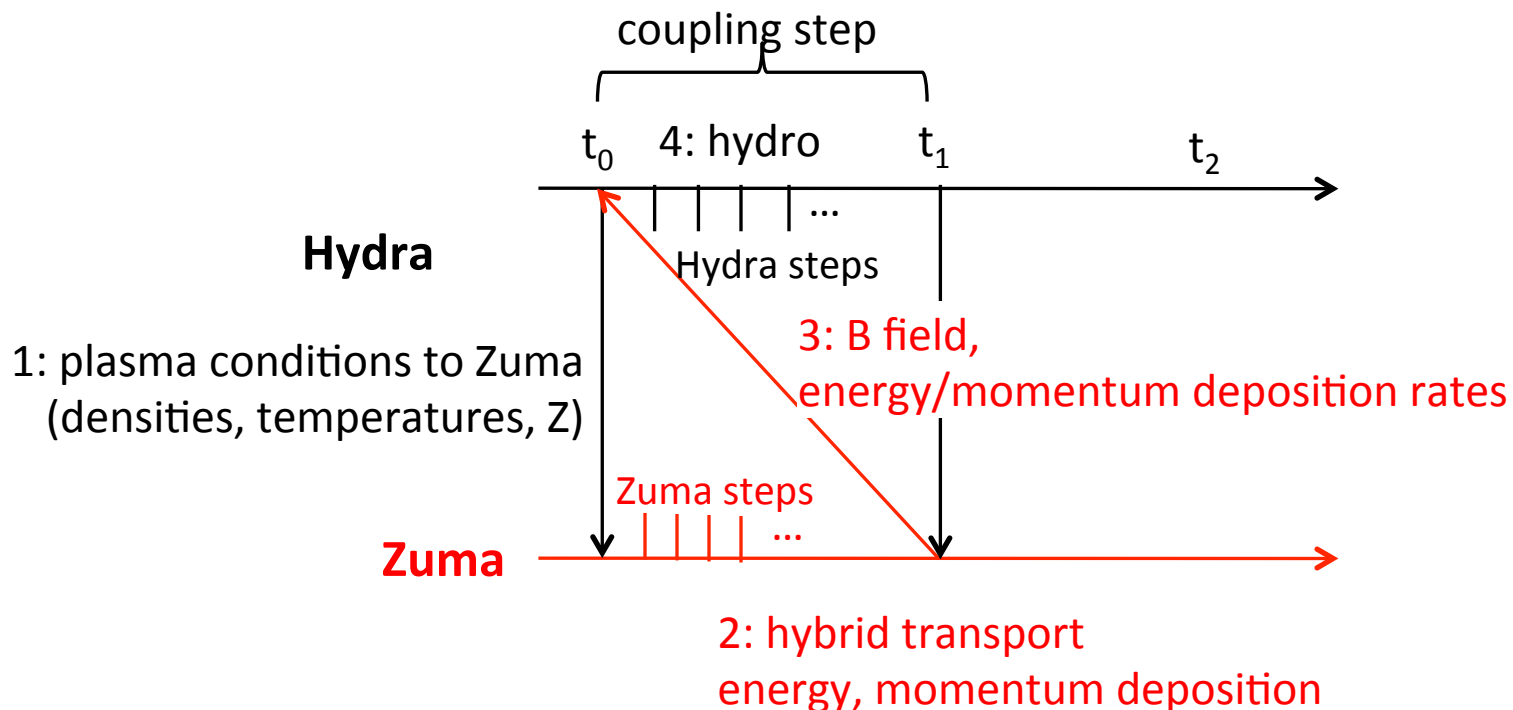 coupling step
t0 4: hydro t1 t2
...
Hydra
Hydra steps
1: plasma conditions to Zuma
(densities, temperatures, Z)
3: B field,
energy/momentum deposition rates
Zuma steps
...
Zuma
2: hybrid transport
energy, momentum deposition